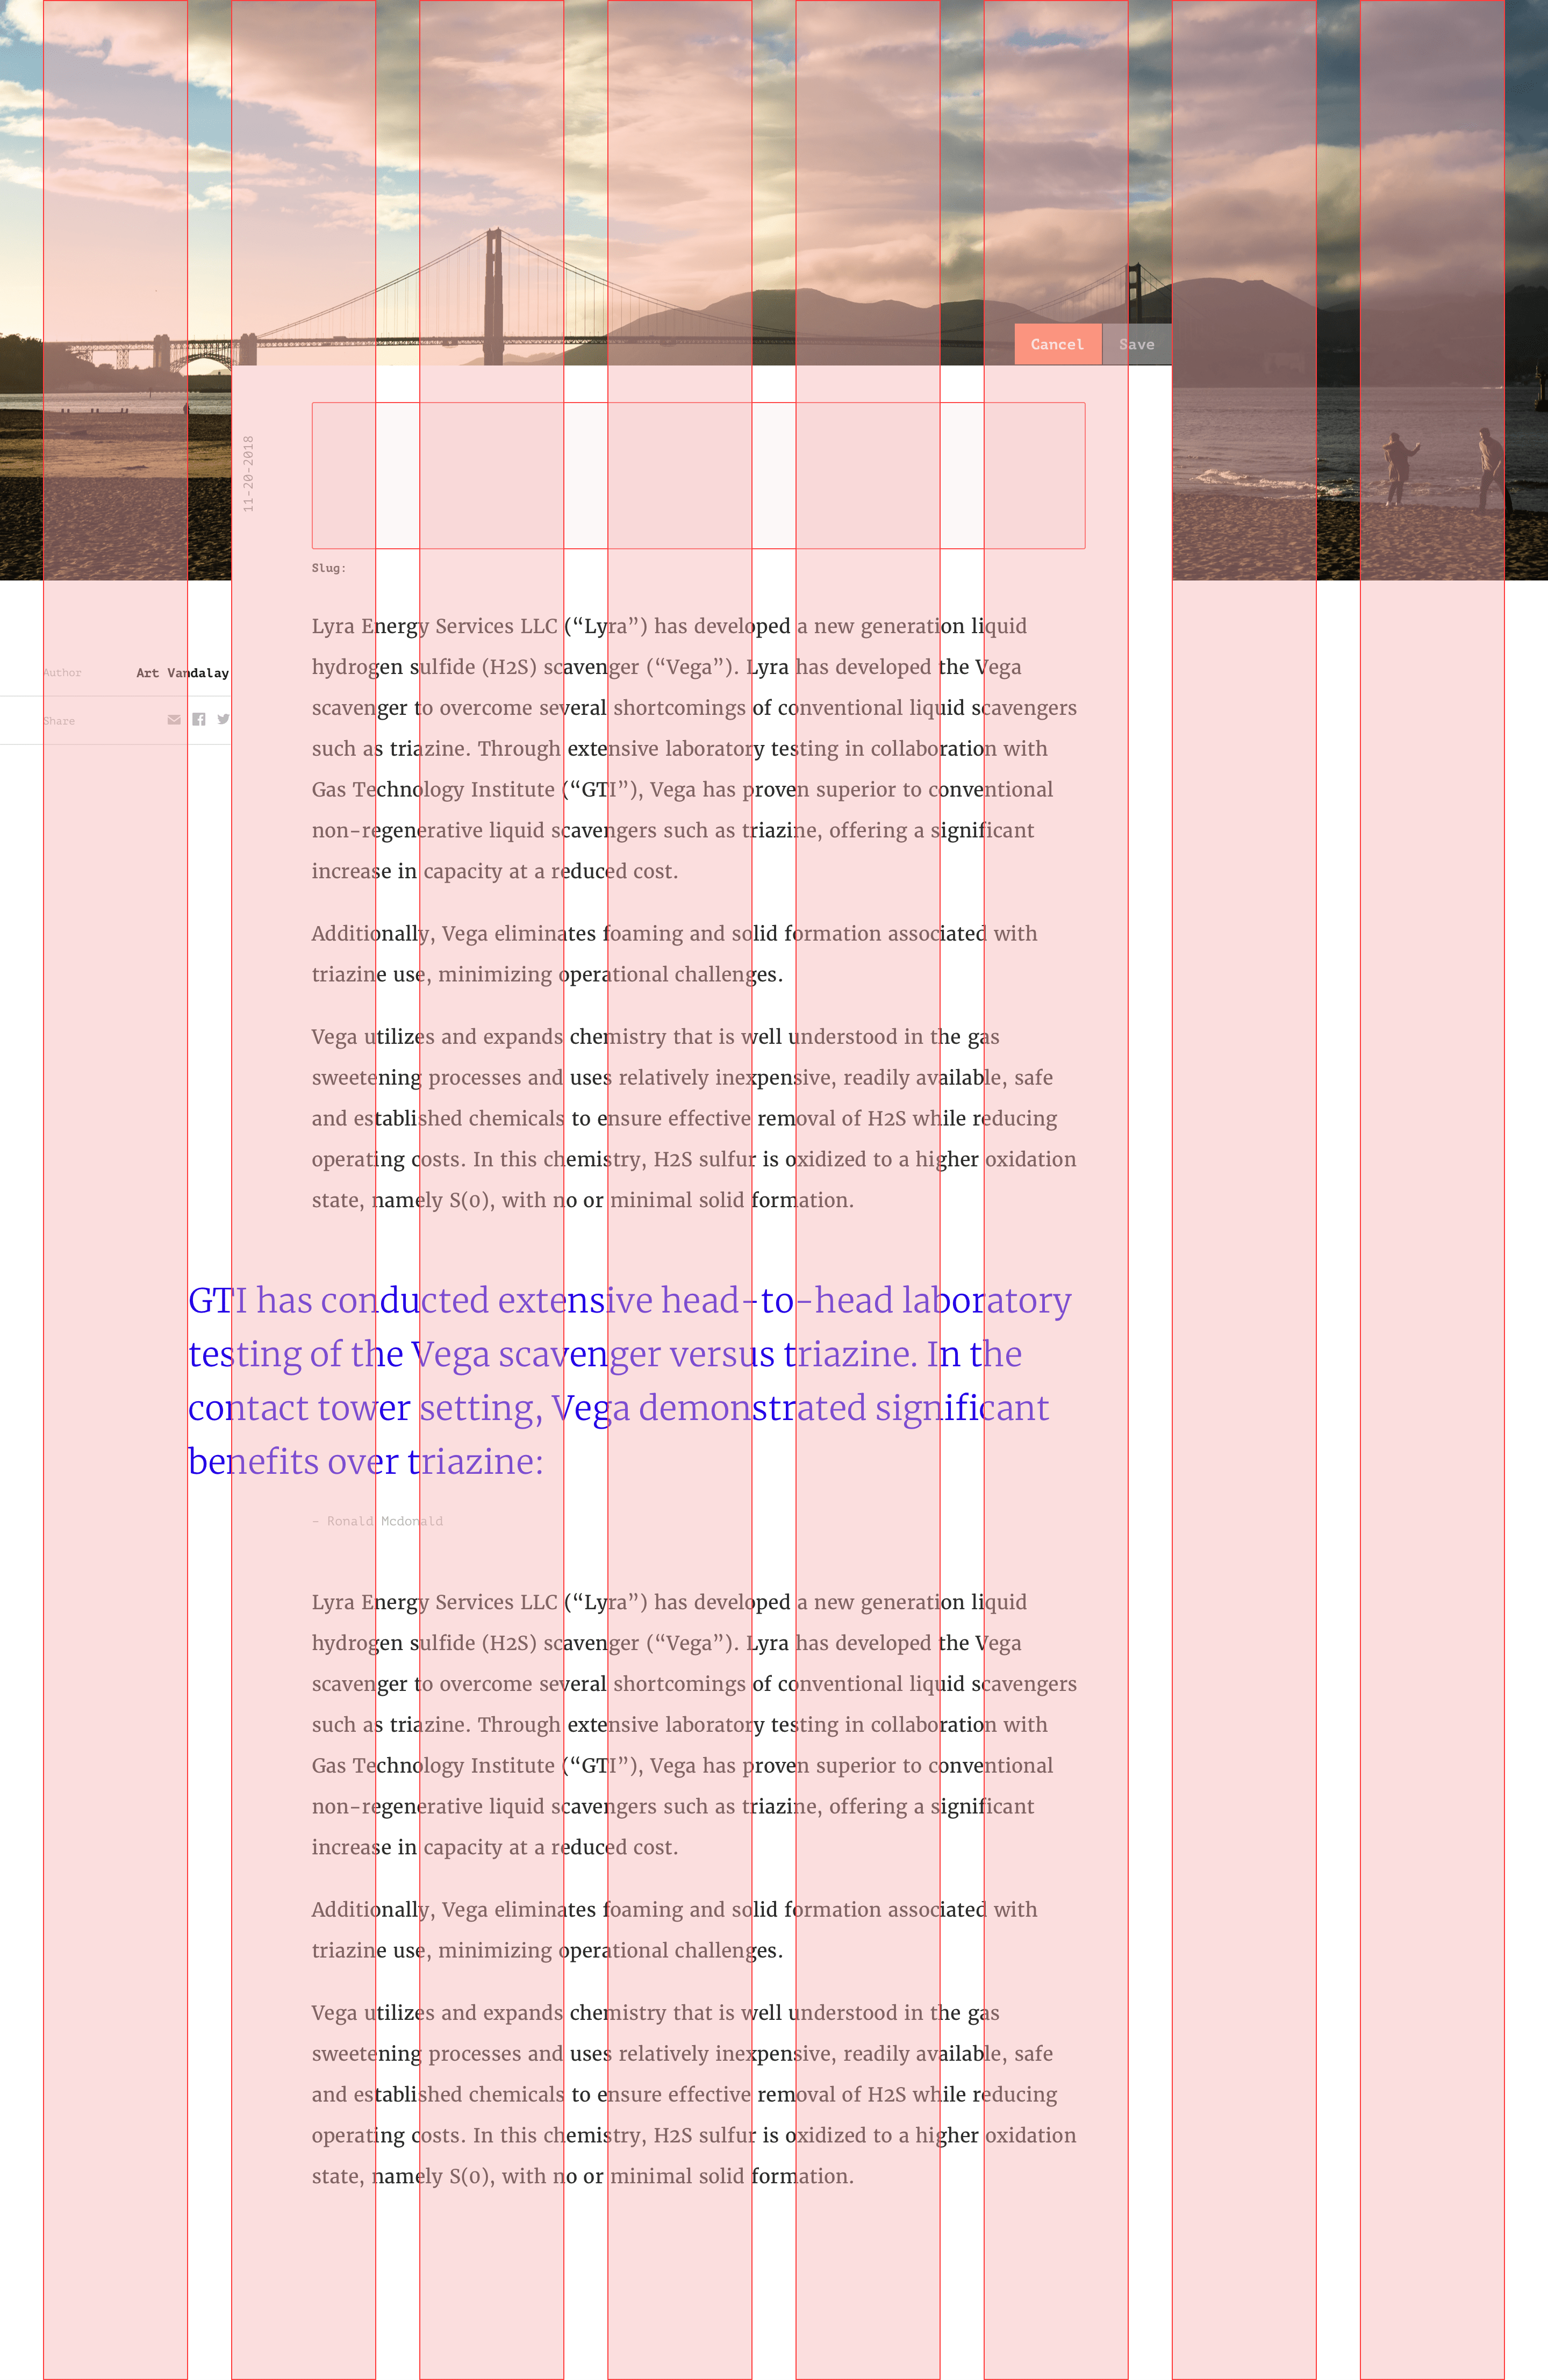 Cancel
Save
11-20-2018
Slug:
Author
Art Vandalay
Share
Lyra Energy Services LLC (“Lyra”) has developed a new generation liquid
hydrogen sulfide (H2S) scavenger (“Vega”). Lyra has developed the Vega
scavenger to overcome several shortcomings of conventional liquid scavengers
such as triazine. Through extensive laboratory testing in collaboration with
Gas Technology Institute (“GTI”), Vega has proven superior to conventional
non-regenerative liquid scavengers such as triazine, offering a significant
increase in capacity at a reduced cost.
Additionally, Vega eliminates foaming and solid formation associated with
triazine use, minimizing operational challenges.
Vega utilizes and expands chemistry that is well understood in the gas
sweetening processes and uses relatively inexpensive, readily available, safe
and established chemicals to ensure effective removal of H2S while reducing
operating costs. In this chemistry, H2S sulfur is oxidized to a higher oxidation
state, namely S(0), with no or minimal solid formation.
GTI has conducted extensive head-to-head laboratory
testing of the Vega scavenger versus triazine. In the
contact tower setting, Vega demonstrated significant
benefits over triazine:
- Ronald Mcdonald
Lyra Energy Services LLC (“Lyra”) has developed a new generation liquid
hydrogen sulfide (H2S) scavenger (“Vega”). Lyra has developed the Vega
scavenger to overcome several shortcomings of conventional liquid scavengers
such as triazine. Through extensive laboratory testing in collaboration with
Gas Technology Institute (“GTI”), Vega has proven superior to conventional
non-regenerative liquid scavengers such as triazine, offering a significant
increase in capacity at a reduced cost.
Additionally, Vega eliminates foaming and solid formation associated with
triazine use, minimizing operational challenges.
Vega utilizes and expands chemistry that is well understood in the gas
sweetening processes and uses relatively inexpensive, readily available, safe
and established chemicals to ensure effective removal of H2S while reducing
operating costs. In this chemistry, H2S sulfur is oxidized to a higher oxidation
state, namely S(0), with no or minimal solid formation.